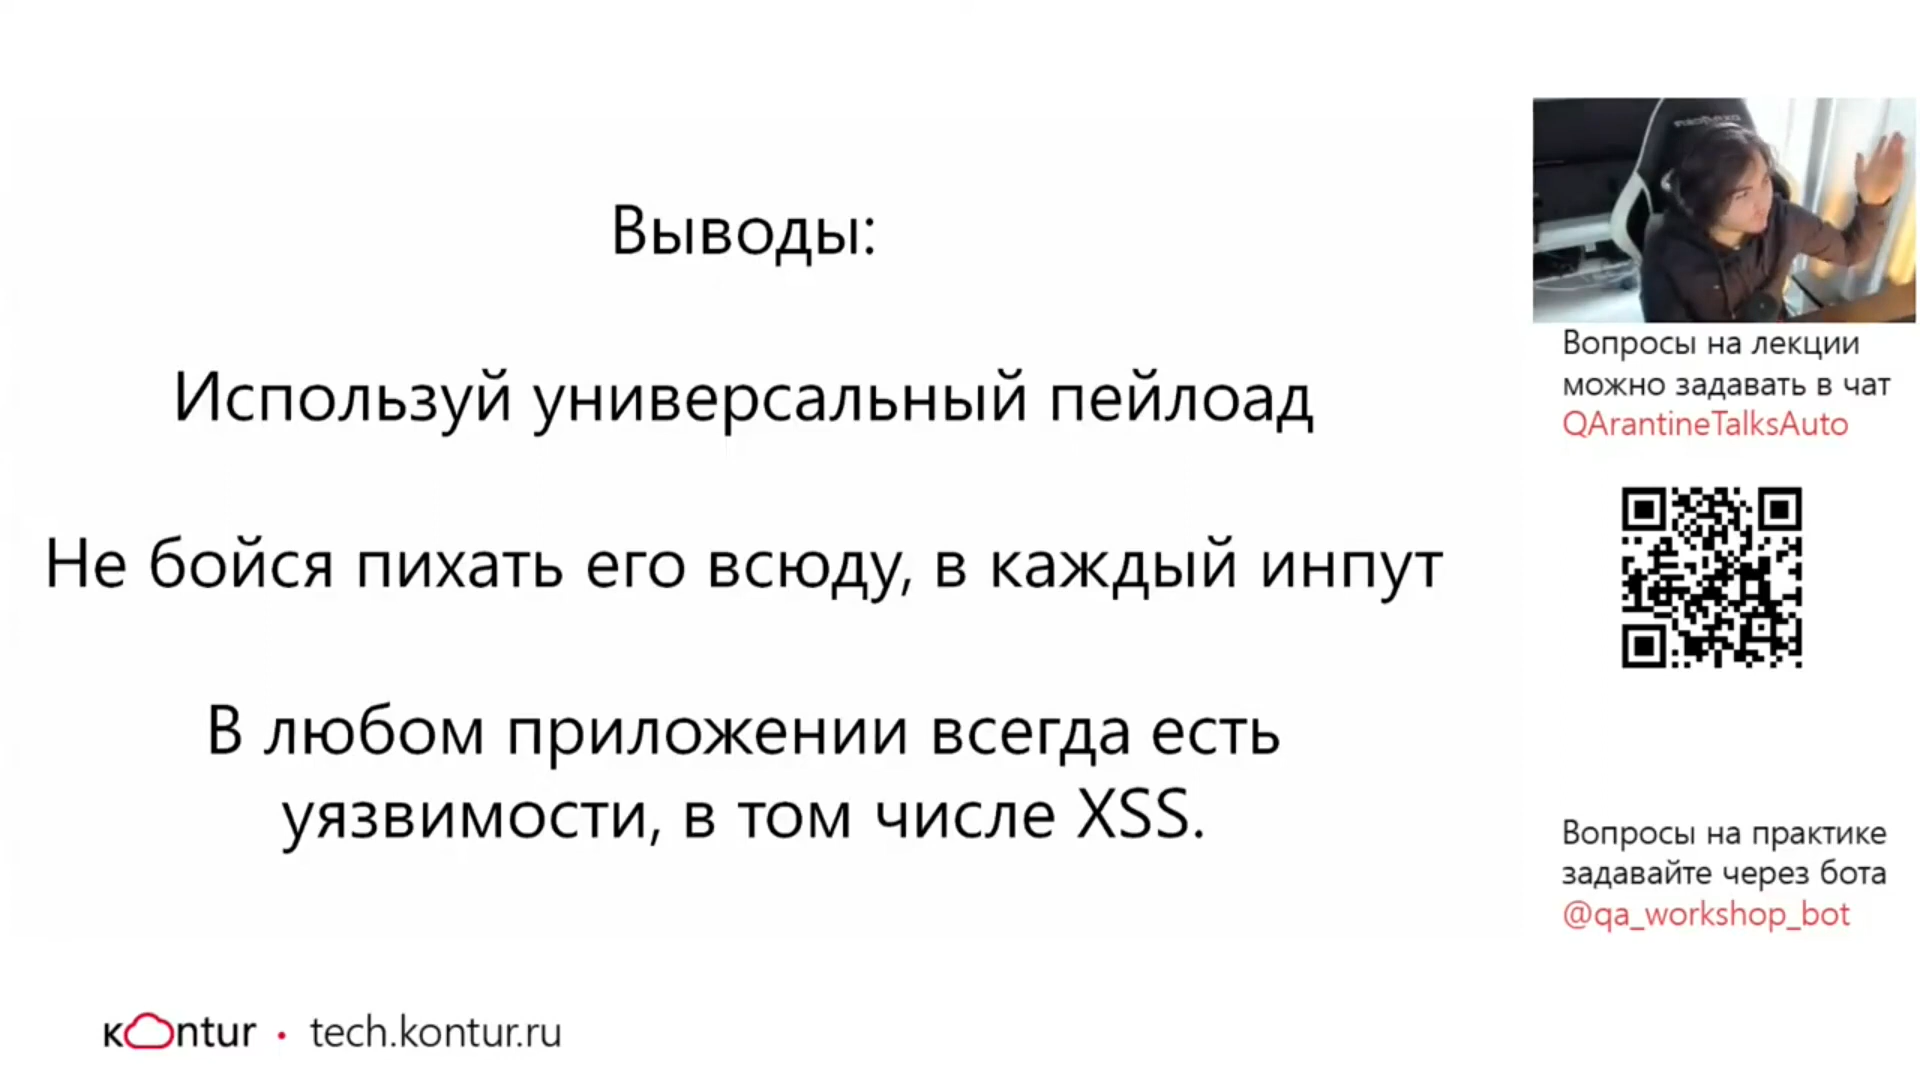 Выводы:
Используй универсальный пейлоад
Не бойся пихать его всюду, в каждый инпут
В любом приложении всегда есть
уязвимости, в том числе XSS.
Вопросы на лекции
можно задавать в чат
QArantineTalksAuto
Вопросы на практике
задавайте через бота
@qa_workshop_bot
kontur • tech.kontur.ru